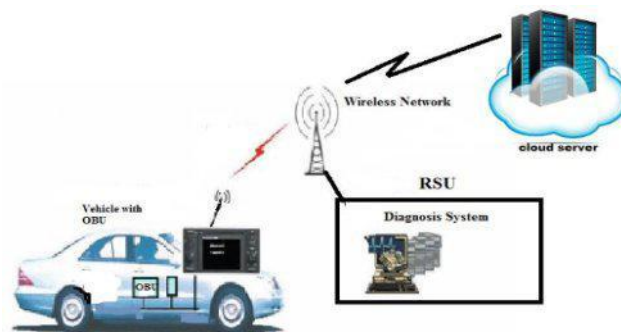 Wireless Network
cloud server
RSU
Vehicle with
OBU
Diagnosis System
OBU